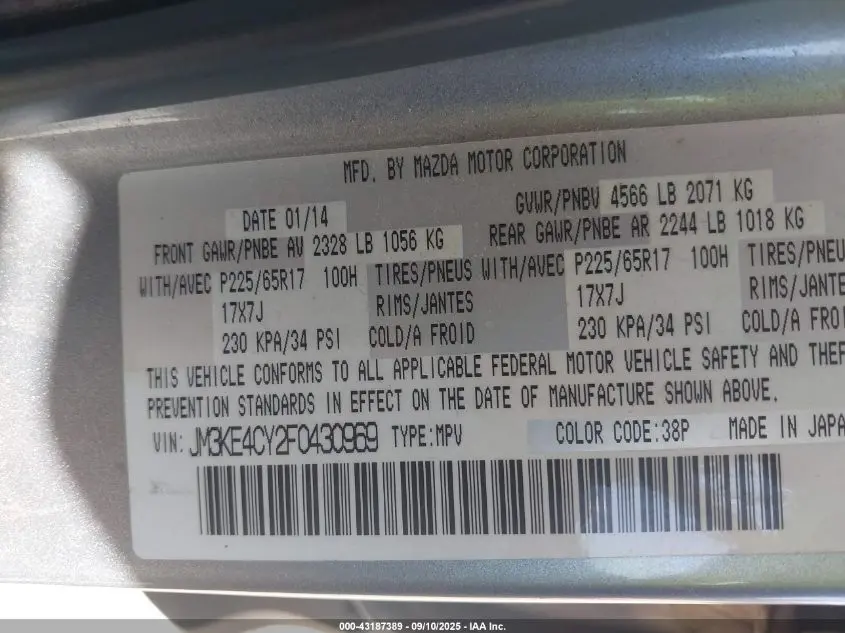 MFD. BY MAZDA MOTOR CORPORATION
DATE 01/14 GVWR/PNBV 4566 LB 2071 KG
FRONT GAWR/PNBE AV 2328 LB 1056 KG REAR GAWR/PNBE AR 2244 LB 1018 KG
WITH/AVEC P225/65R17 100H TIRES/PNEUS WITH/AVEC P225/65R17 100H TIRES/PNE
17X7J RIMS/JANTES 17X7J RIMS/JANTE
230 KPA/34 PSI COLD/A FROID 230 KPA/34 PSI COLD/A FROI
THIS VEHICLE CONFORMS TO ALL APPLICABLE FEDERAL MOTOR VEHICLE SAFETY AND THEF
PREVENTION STANDARDS IN EFFECT ON THE DATE OF MANUFACTURE SHOWN ABOVE.
VIN: JM3KE4CY2F0430969 TYPE:MPV COLOR CODE:38P MADE IN JAPA
000-43187389 - 09/10/2025 - IAA Inc.